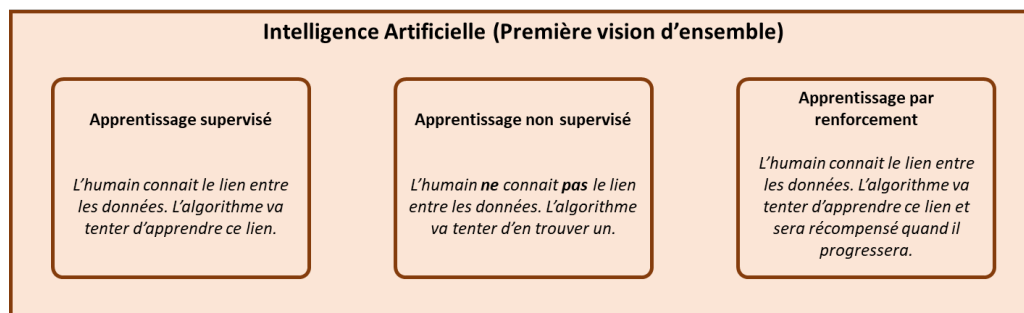 Intelligence Artificielle (Première vision d’ensemble)
Apprentissage supervisé
L’humain connait le lien entre
les données. L’algorithme va
tenter d’apprendre ce lien.
Apprentissage non supervisé
L’humain ne connait pas le lien
entre les données. L’algorithme
va tenter d’en trouver un.
Apprentissage par
renforcement
L’humain connait le lien entre
les données. L’algorithme va
tenter d’apprendre ce lien et
sera récompensé quand il
progressera.